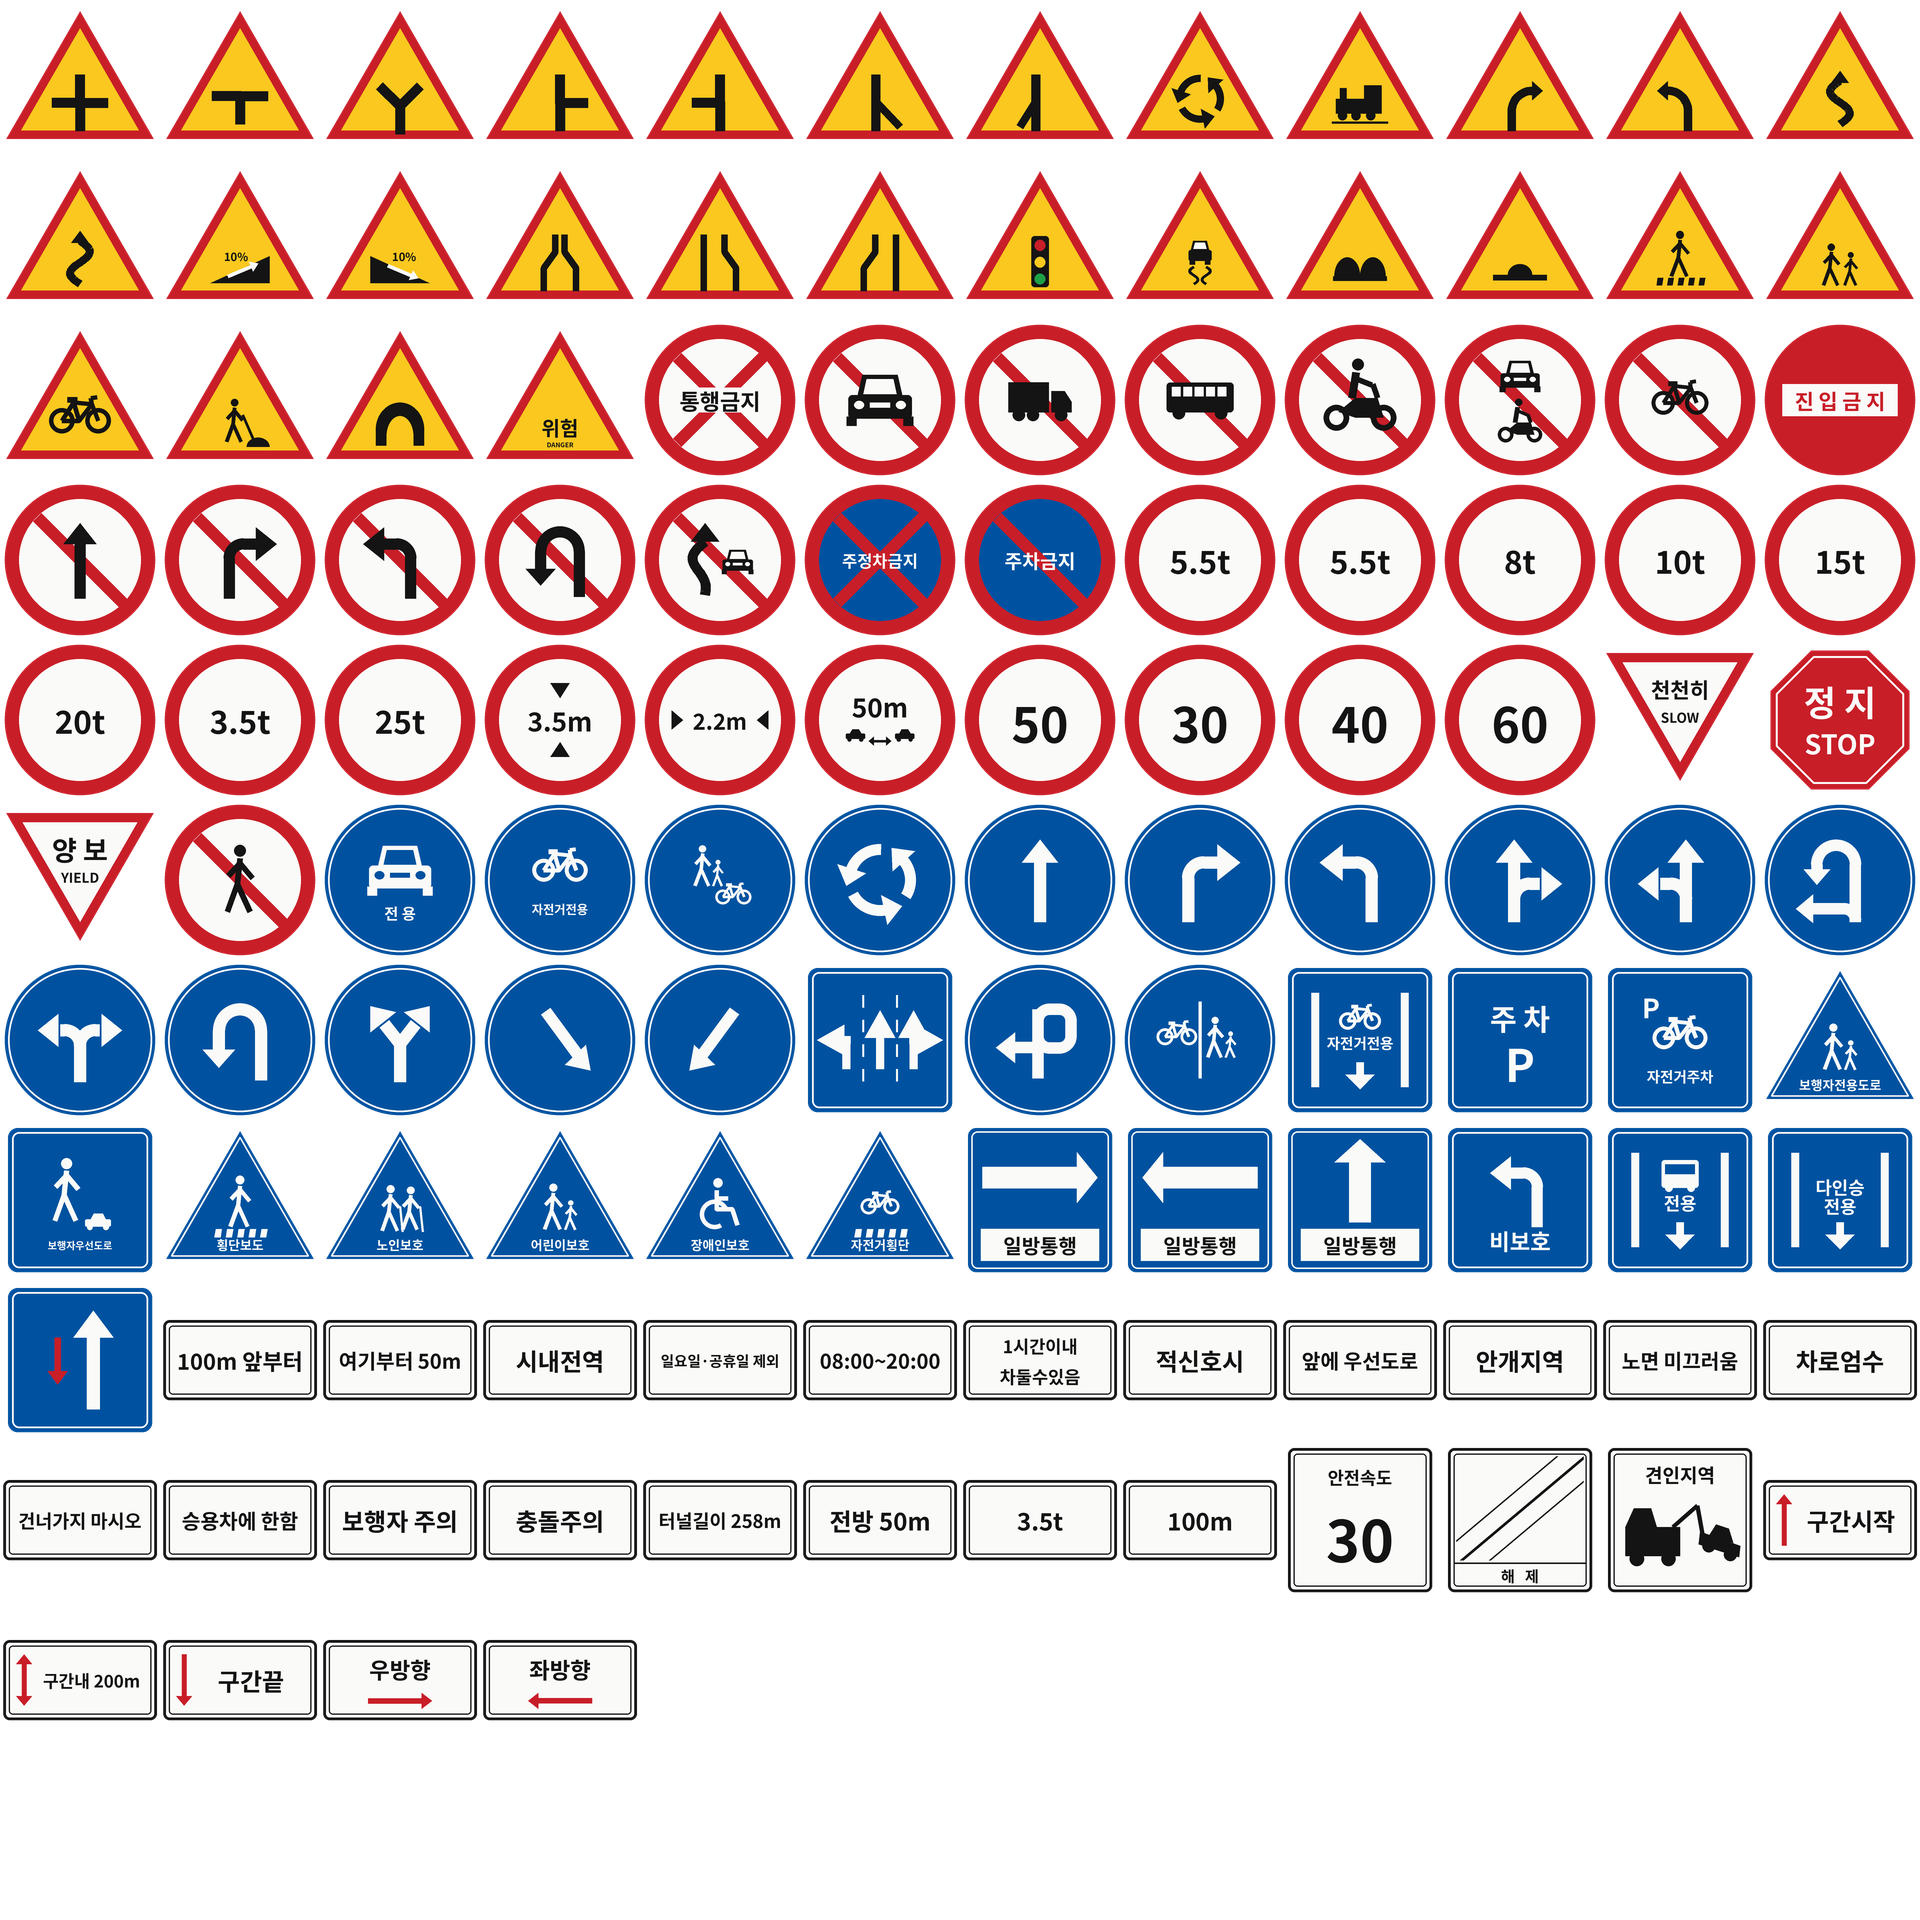 10%
10%
위험
DANGER
통행금지
진입금지
주정차금지
주차금지
5.5t
5.5t
8t
10t
15t
20t
3.5t
25t
3.5m
2.2m
50m
50
30
40
60
천천히
SLOW
정지
STOP
양보
YIELD
전용
자전거전용
자전거전용
주차
P
P
자전거주차
보행자전용도로
보행자우선도로
횡단보도
노인보호
어린이보호
장애인보호
자전거횡단
일방통행
일방통행
일방통행
비보호
전용
다인승
전용
100m 앞부터
여기부터 50m
시내전역
일요일·공휴일 제외
08:00~20:00
1시간이내
차둘수있음
적신호시
앞에 우선도로
안개지역
노면 미끄러움
차로엄수
건너가지 마시오
승용차에 한함
보행자 주의
충돌주의
터널길이 258m
전방 50m
3.5t
100m
안전속도
30
해 제
견인지역
구간시작
구간내 200m
구간끝
우방향
좌방향